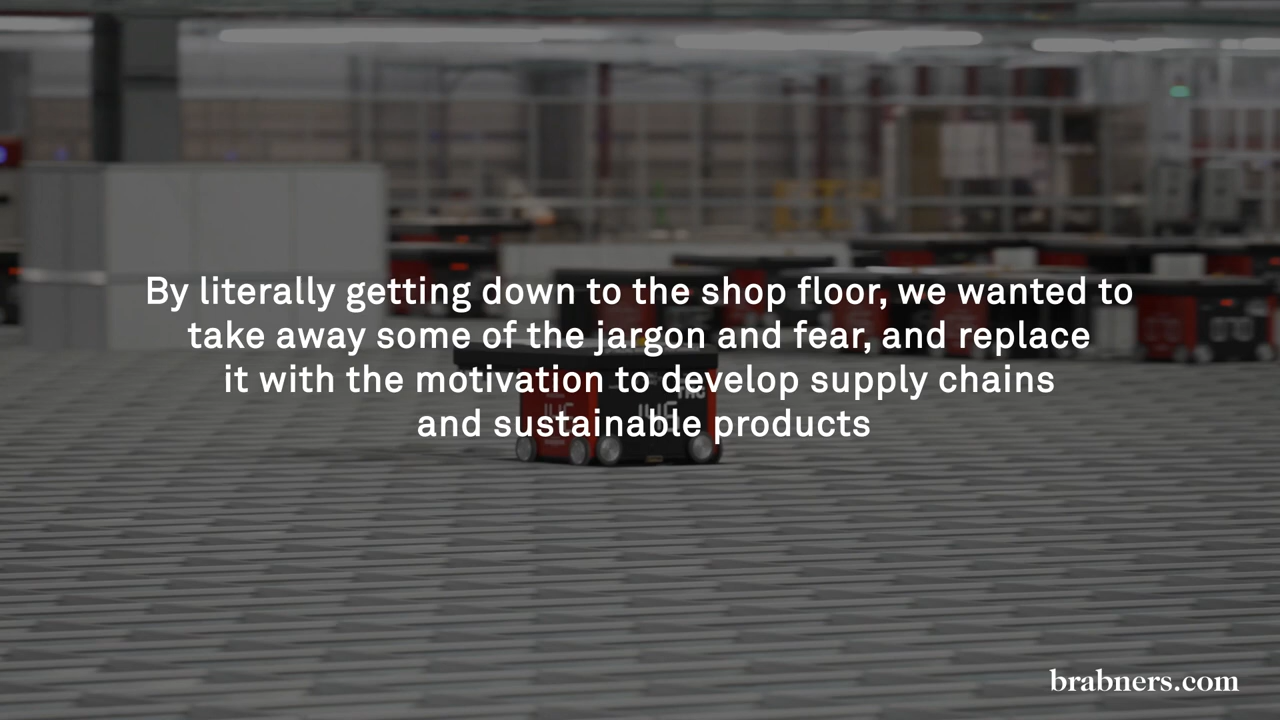 By literally getting down to the shop floor, we wanted to
take away some of the jargon and fear, and replace
it with the motivation to develop supply chains
and sustainable products
brabners.com